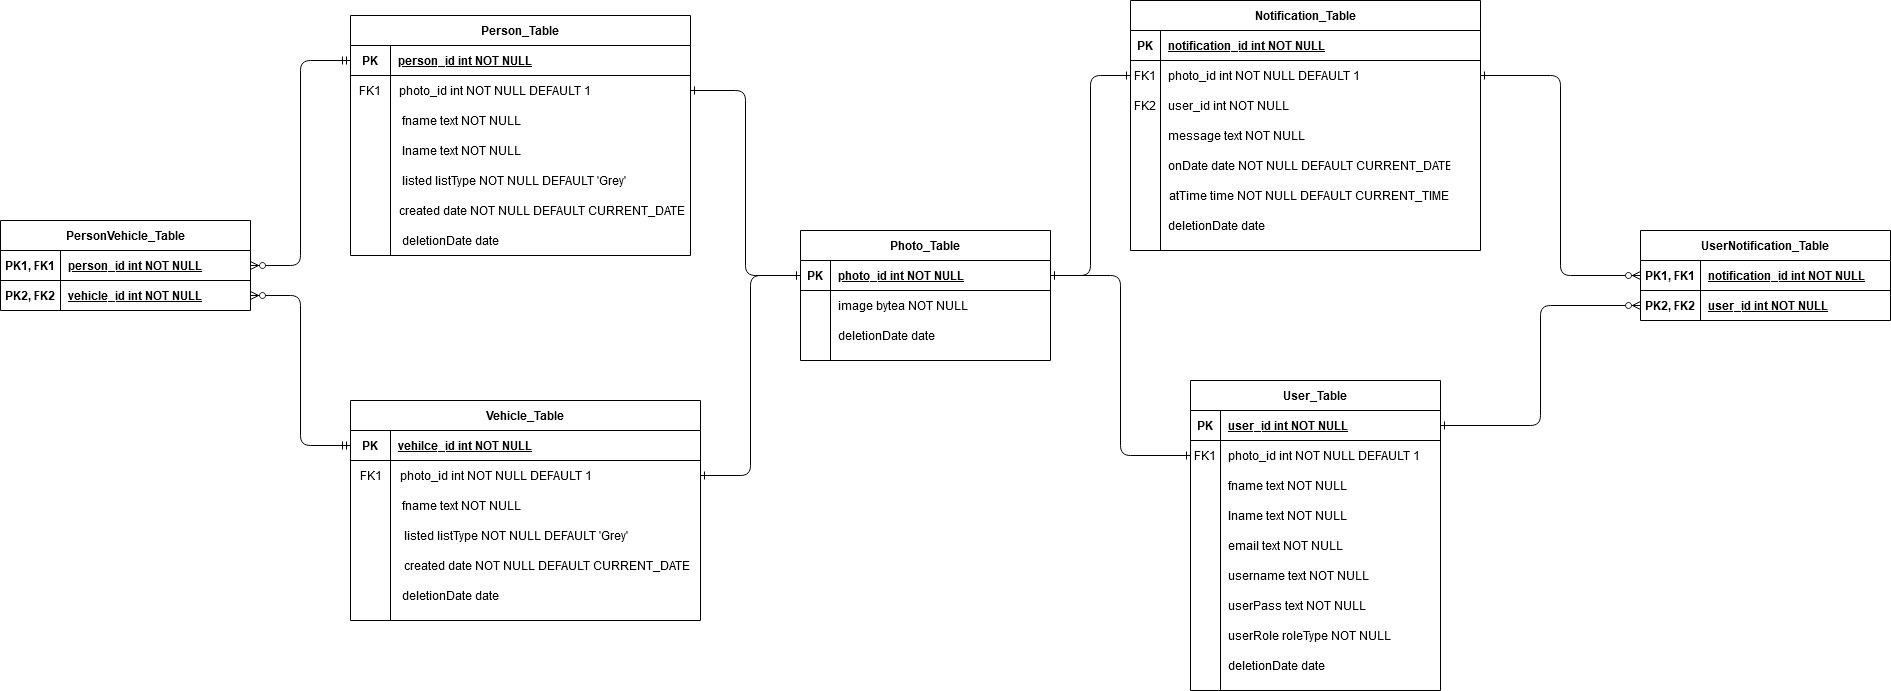 Person_Table
PK person_id int NOT NULL
FK1 photo_id int NOT NULL DEFAULT 1
fname text NOT NULL
lname text NOT NULL
listed listType NOT NULL DEFAULT 'Grey'
created date NOT NULL DEFAULT CURRENT_DATE
deletionDate date
PersonVehicle_Table
PK1, FK1 person_id int NOT NULL
PK2, FK2 vehicle_id int NOT NULL
Vehicle_Table
PK vehilce_id int NOT NULL
FK1 photo_id int NOT NULL DEFAULT 1
fname text NOT NULL
listed listType NOT NULL DEFAULT 'Grey'
created date NOT NULL DEFAULT CURRENT_DATE
deletionDate date
Photo_Table
PK photo_id int NOT NULL
image bytea NOT NULL
deletionDate date
Notification_Table
PK notification_id int NOT NULL
FK1 photo_id int NOT NULL DEFAULT 1
FK2 user_id int NOT NULL
message text NOT NULL
onDate date NOT NULL DEFAULT CURRENT_DATE
atTime time NOT NULL DEFAULT CURRENT_TIME
deletionDate date
User_Table
PK user_id int NOT NULL
FK1 photo_id int NOT NULL DEFAULT 1
fname text NOT NULL
lname text NOT NULL
email text NOT NULL
username text NOT NULL
userPass text NOT NULL
userRole roleType NOT NULL
deletionDate date
UserNotification_Table
PK1, FK1 notification_id int NOT NULL
PK2, FK2 user_id int NOT NULL